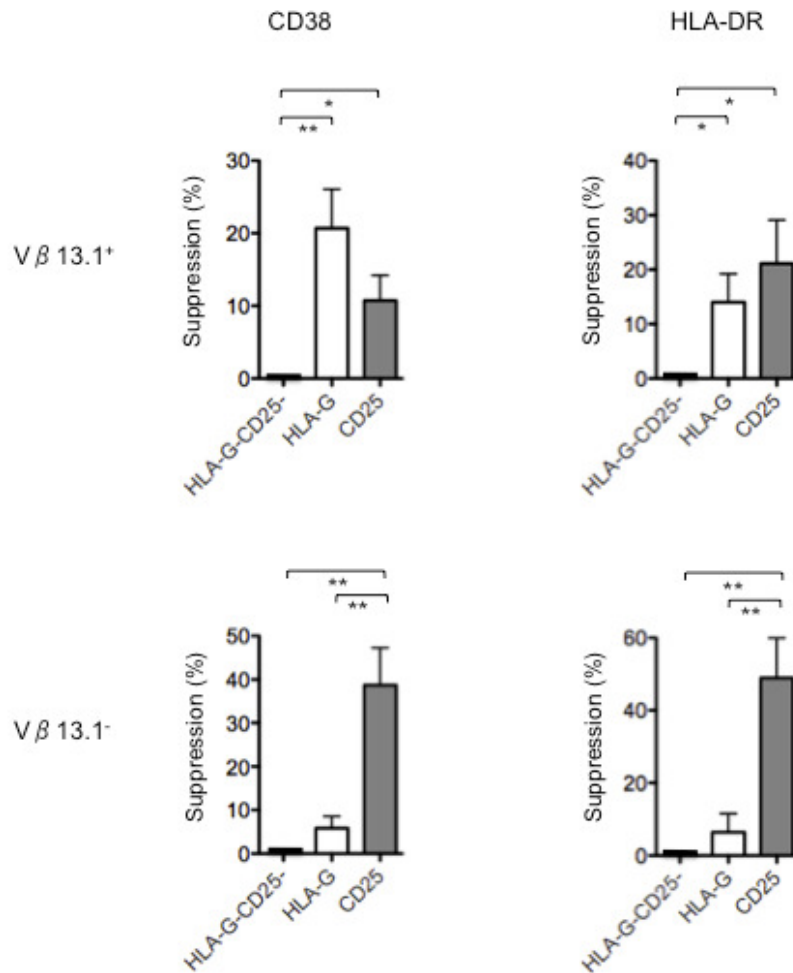 CD38
HLA-DR
*
**
*
*
V β 13.1⁺
Suppression (%)
30
20
10
0
HLA-G-CD25-
HLA-G
CD25
Suppression (%)
40
30
20
10
0
HLA-G-CD25-
HLA-G
CD25
**
**
**
**
V β 13.1⁻
Suppression (%)
50
40
30
20
10
0
HLA-G-CD25-
HLA-G
CD25
Suppression (%)
60
40
20
0
HLA-G-CD25-
HLA-G
CD25